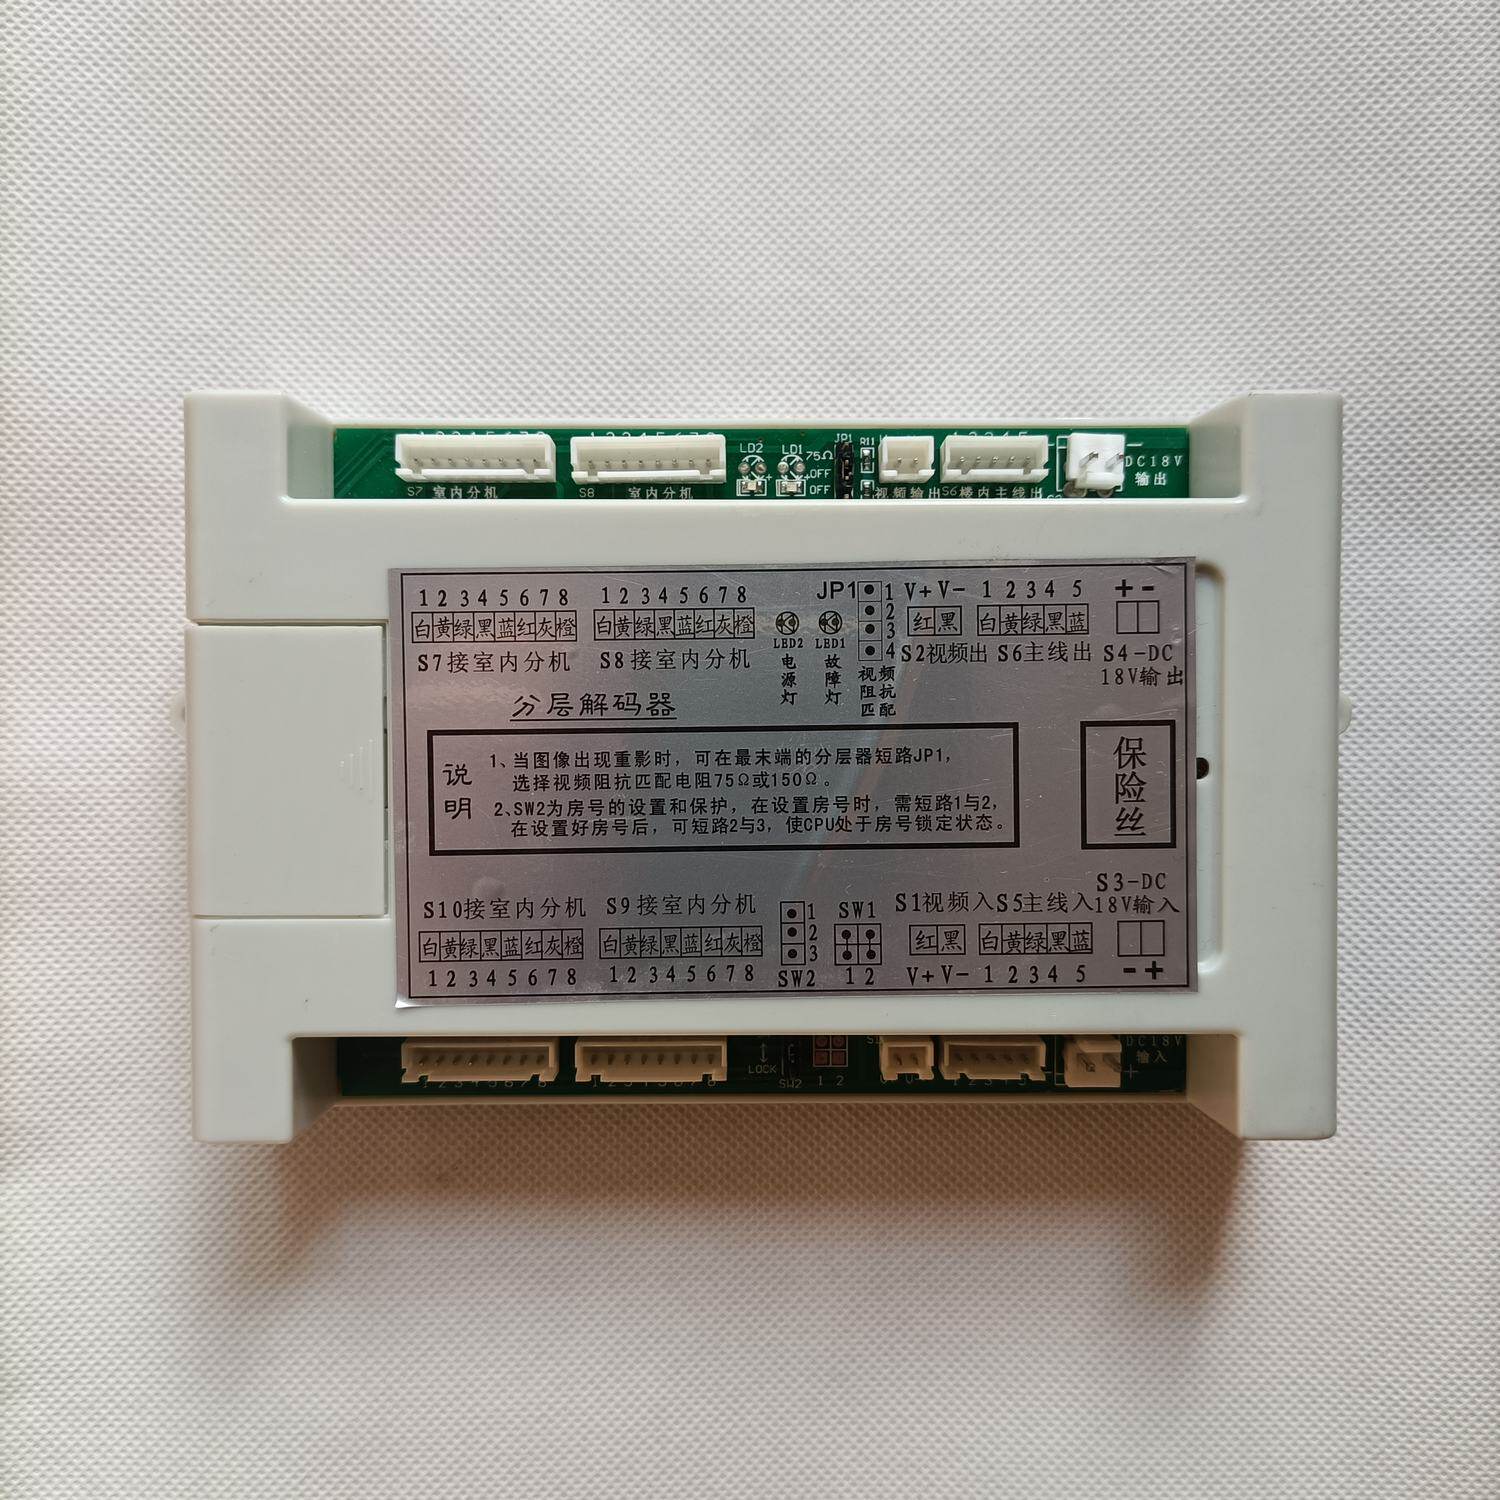 S7 室内分机
S8 室内分机
LD2
LD1
JP1
R11
75Ω
OFF
OFF
视频输出
S6楼内主线出
DC18V
输出
1 2 3 4 5 6 7 8
白黄绿黑蓝红灰橙
S7接室内分机
1 2 3 4 5 6 7 8
白黄绿黑蓝红灰橙
S8接室内分机
LED2
电源灯
LED1
故障灯
JP1
1
2
3
4
视频
阻抗
匹配
V+ V-
红黑
S2视频出
1 2 3 4 5
白黄绿黑蓝
S6主线出
+ -
S4-DC
18V输出
分层解码器
说明
1、当图像出现重影时，可在最末端的分层器短路JP1，
选择视频阻抗匹配电阻75Ω或150Ω。
2、SW2为房号的设置和保护，在设置房号时，需短路1与2，
在设置好房号后，可短路2与3，使CPU处于房号锁定状态。
保险丝
S10接室内分机
白黄绿黑蓝红灰橙
1 2 3 4 5 6 7 8
S9接室内分机
白黄绿黑蓝红灰橙
1 2 3 4 5 6 7 8
1
2
3
SW2
SW1
1 2
S1视频入
红黑
V+ V-
S5主线入
白黄绿黑蓝
1 2 3 4 5
S3-DC
18V输入
- +
LOCK
SW2
1 2
DC18V
输入